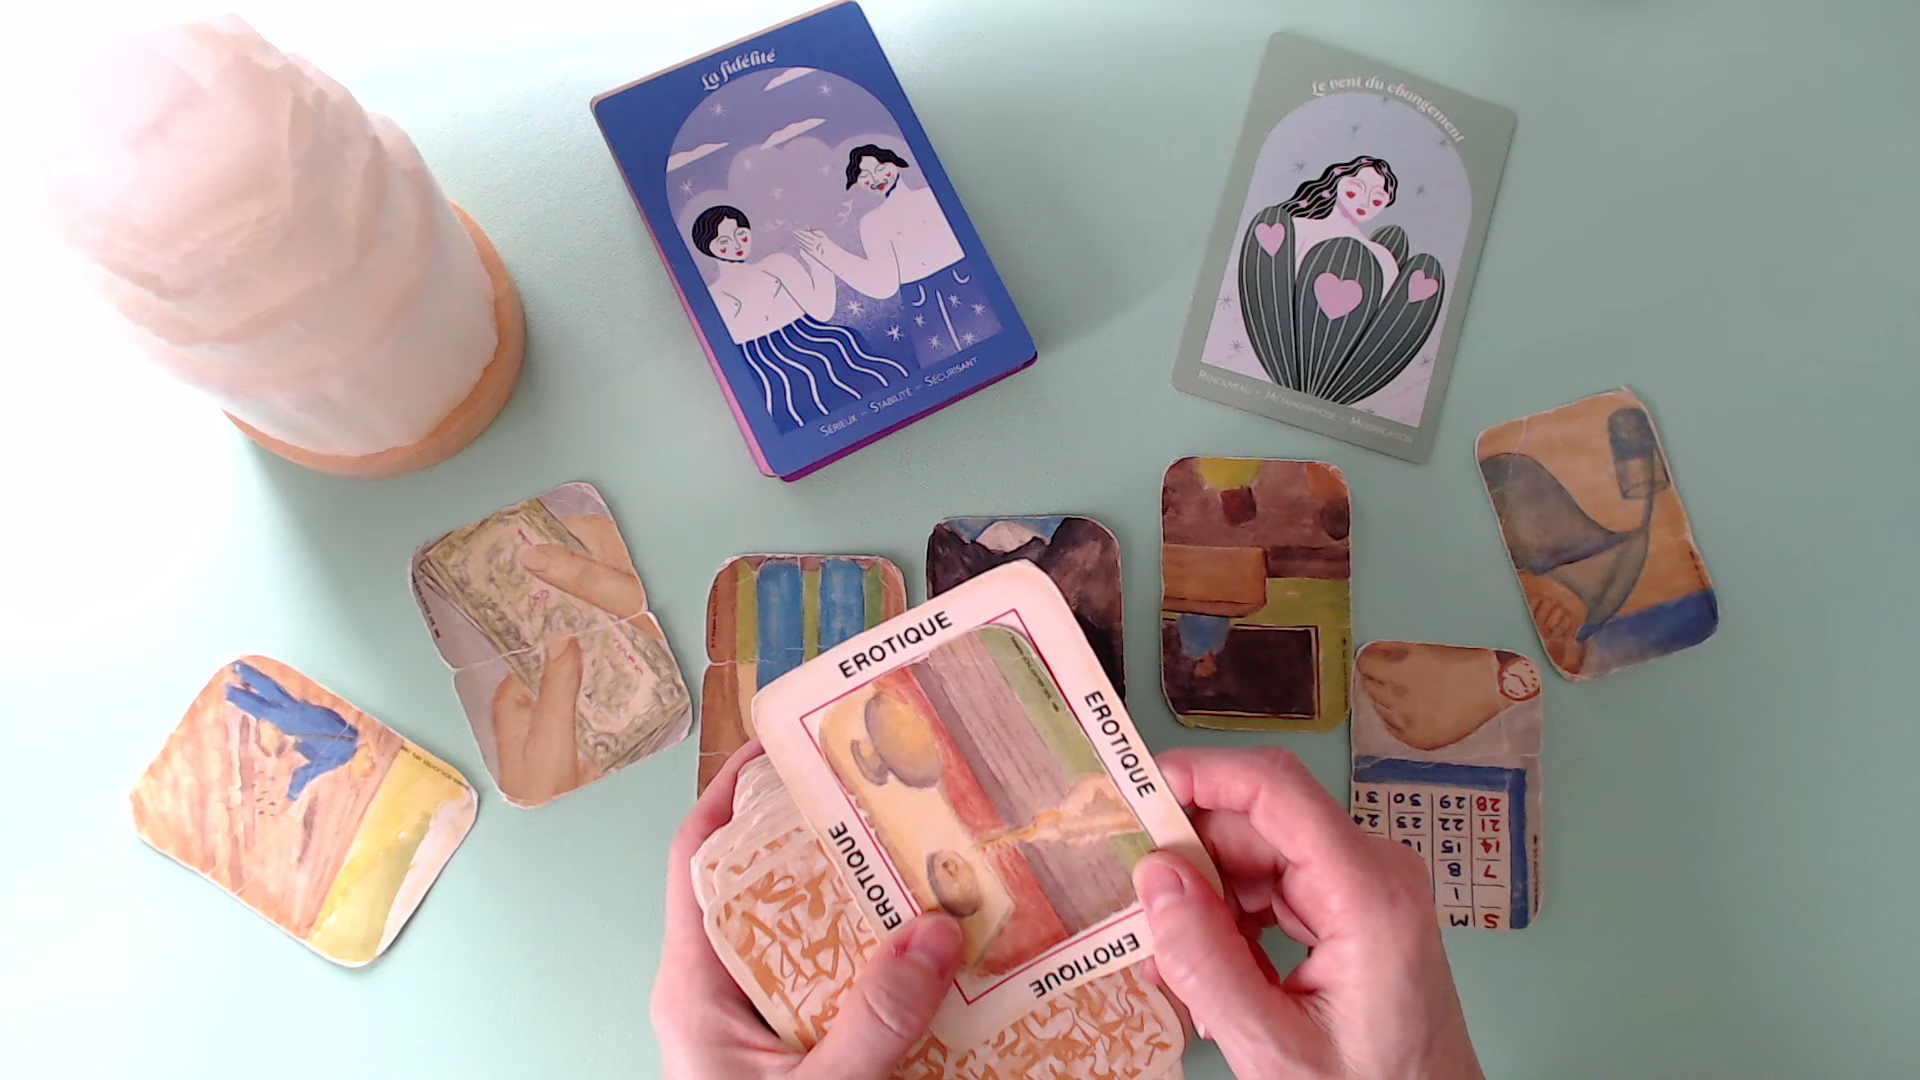 La fidélité
SÉRIEUX – STABILITÉ – SÉCURISANT
Le vent du changement
RENOUVEAU - MÉTAMORPHOSE - MODIFICATION
EROTIQUE
EROTIQUE
EROTIQUE
EROTIQUE
S M
1
7 8
14 15 16
21 22 23 24
28 29 30 31